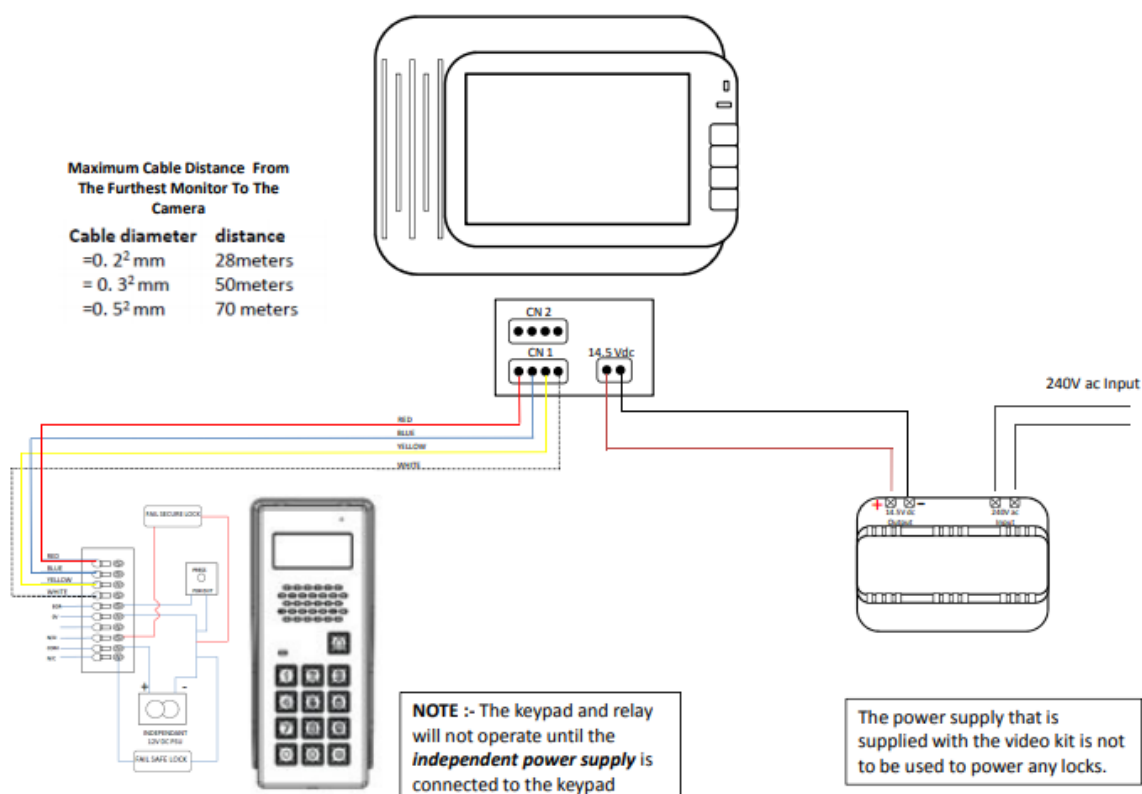 Maximum Cable Distance From
The Furthest Monitor To The
Camera
Cable diameter distance
=0. 2² mm 28meters
= 0. 3² mm 50meters
=0. 5² mm 70 meters
CN 2
CN 1
14.5 Vdc
240V ac Input
RED
BLUE
YELLOW
WHITE
+
−
14.5V dc
Output
240V ac
Input
FAIL SECURE LOCK
RED
BLUE
YELLOW
WHITE
PRESS
FOR OUT
N/C
+ -
INDEPENDANT
12V DC PSU
FAIL SAFE LOCK
NOTE :- The keypad and relay
will not operate until the
independent power supply is
connected to the keypad
The power supply that is
supplied with the video kit is not
to be used to power any locks.